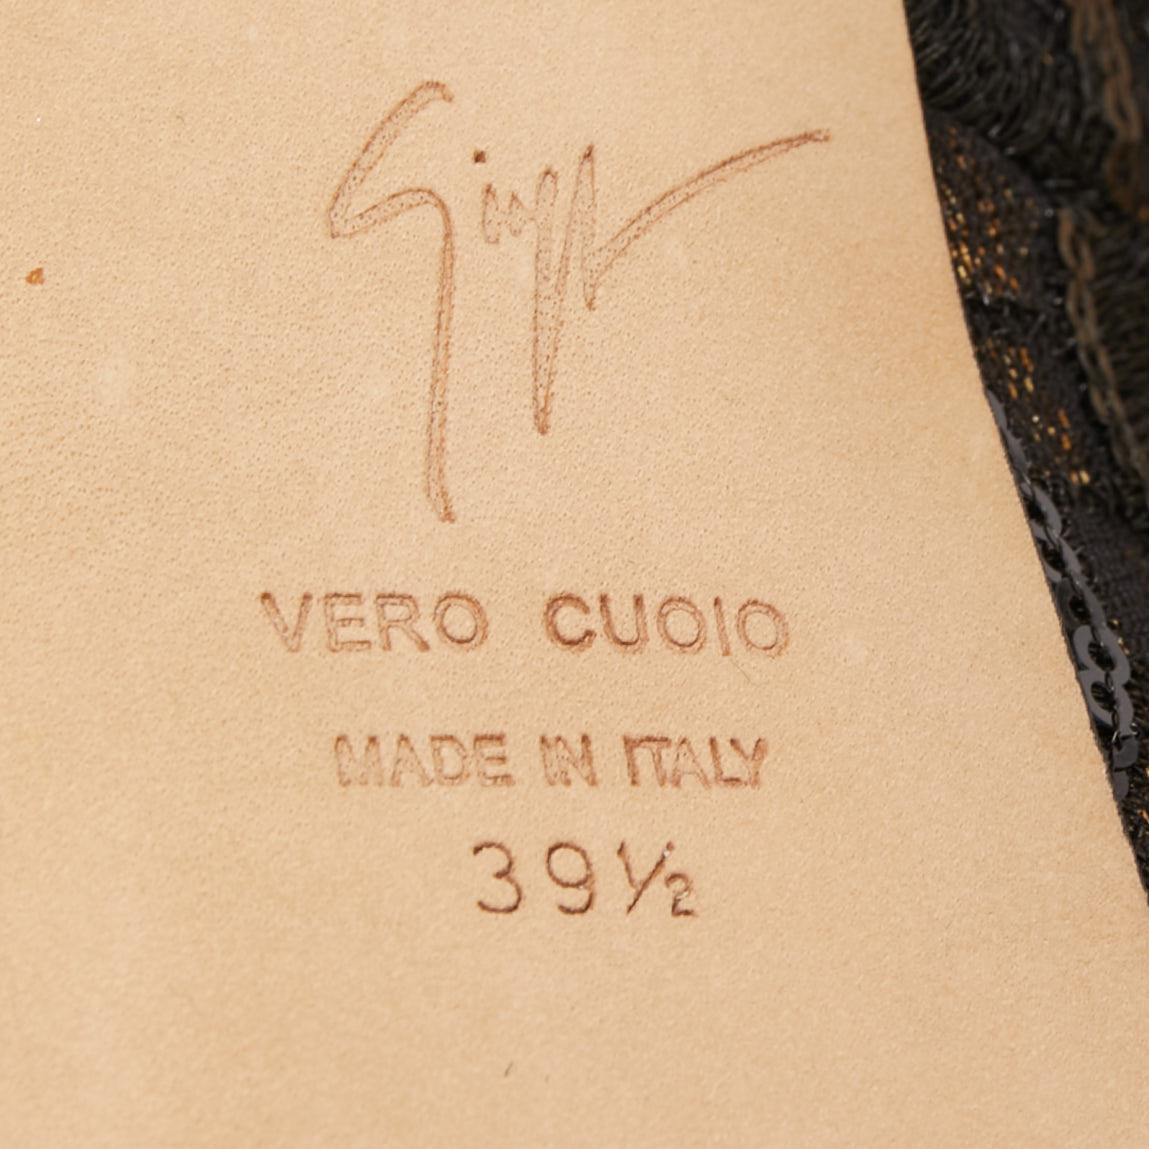 VERO CUOIO
MADE IN ITALY
39½